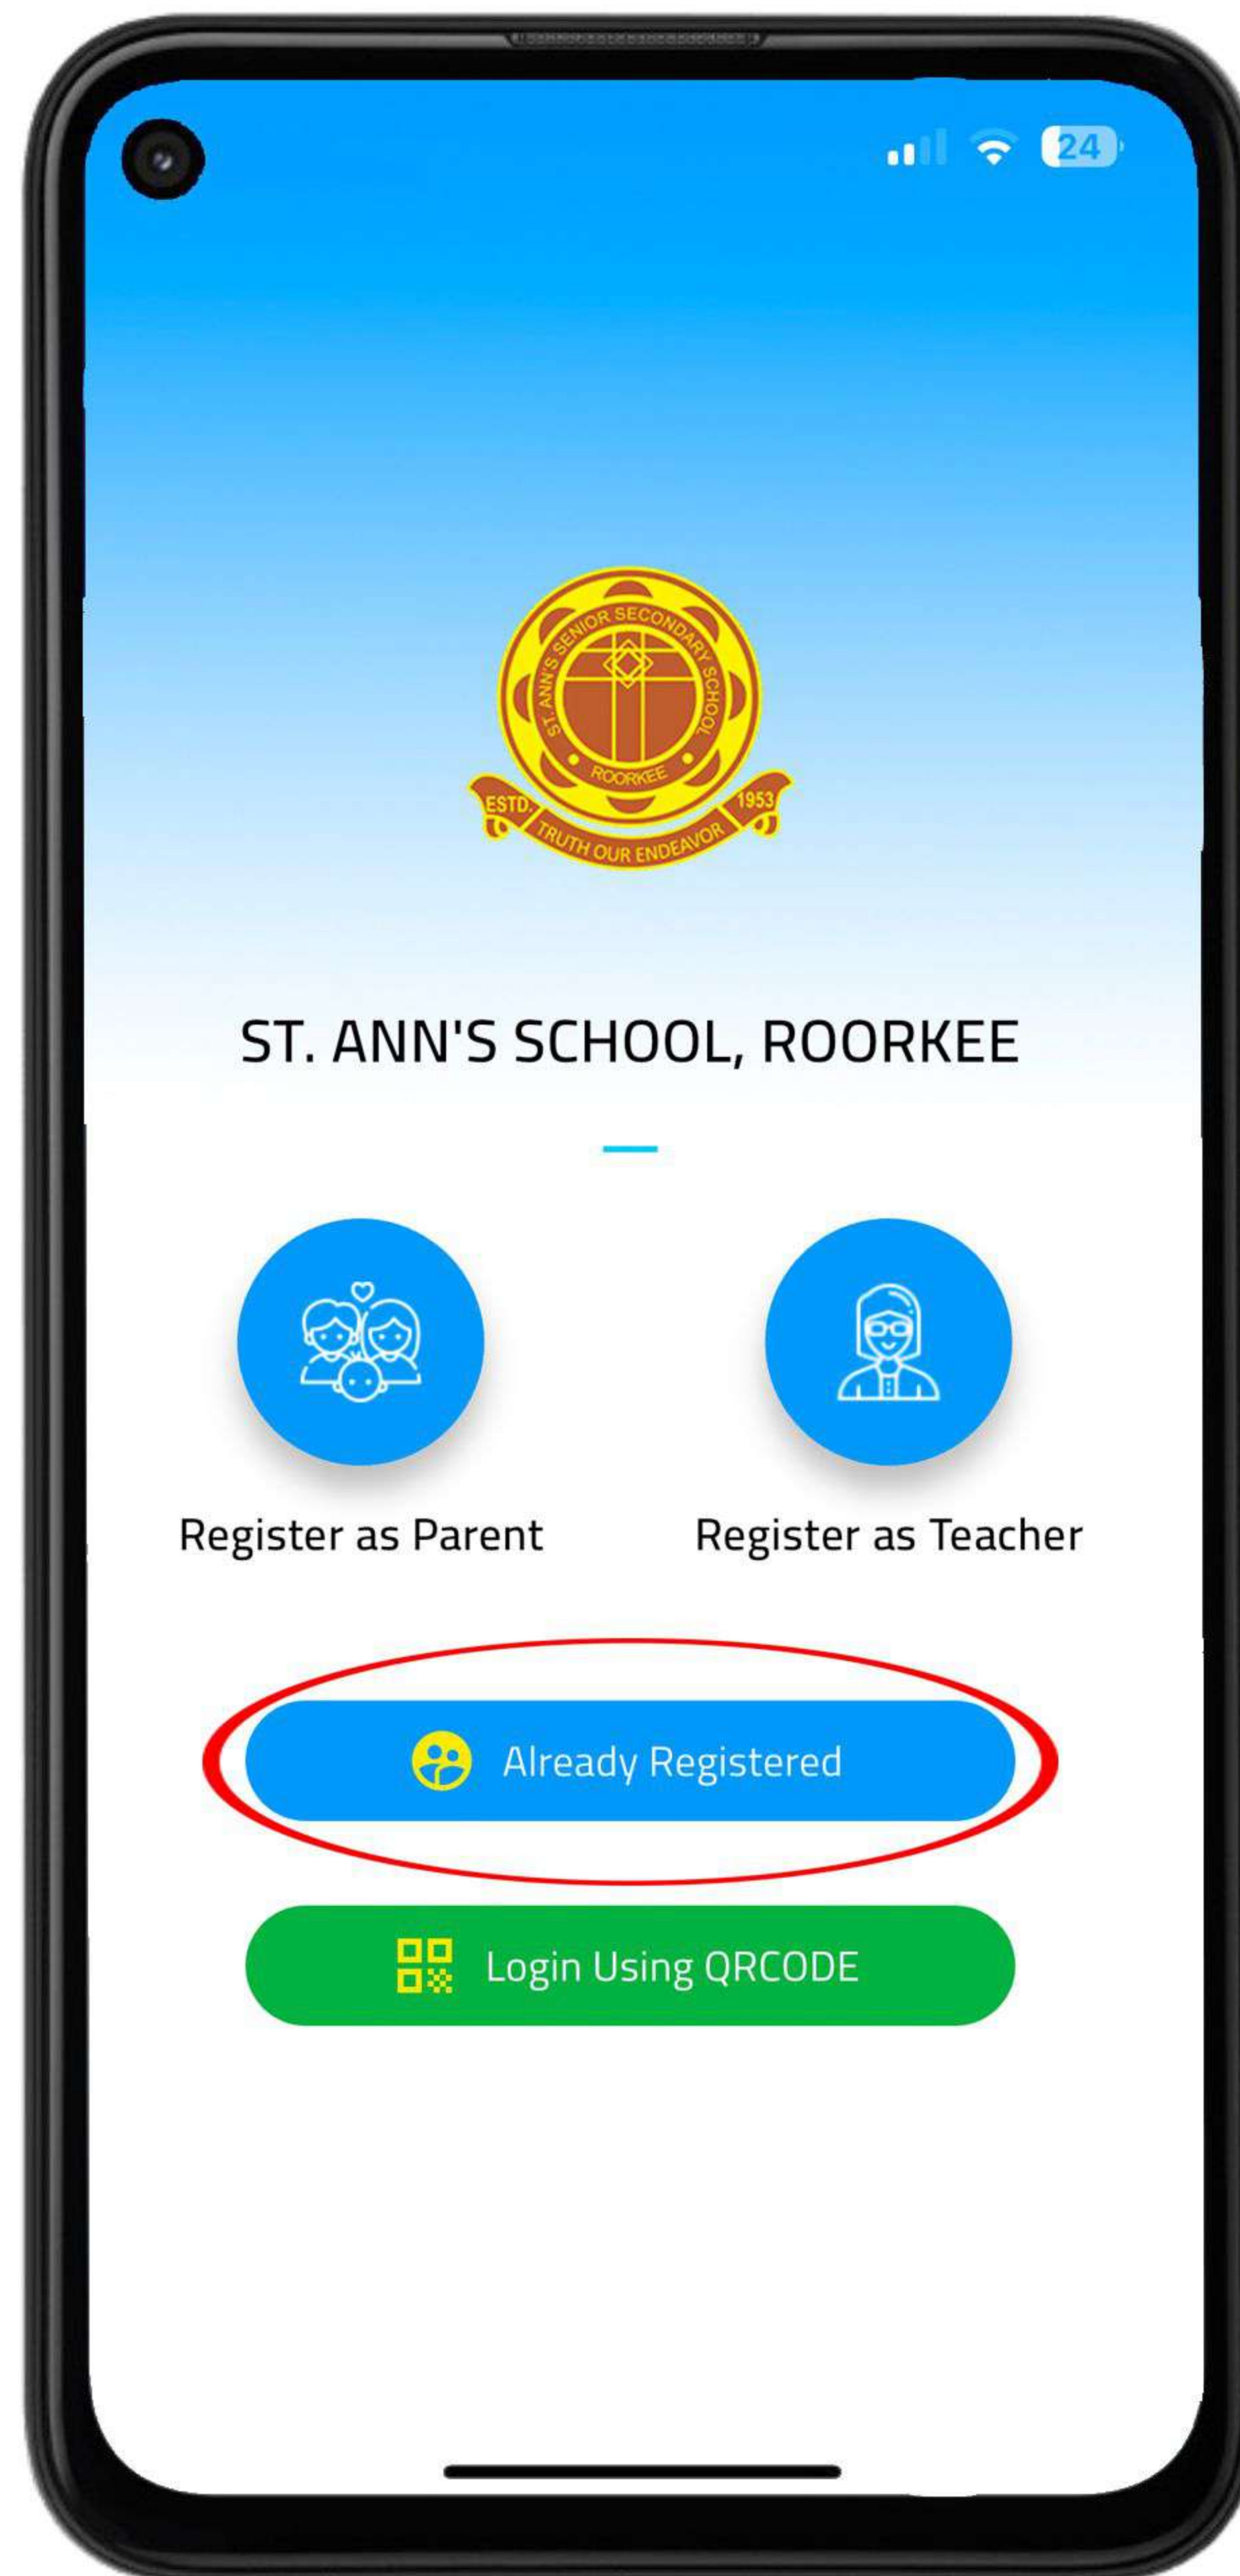 24
ST. ANN'S SENIOR SECONDARY SCHOOL
ROORKEE
ESTD. 1953
TRUTH OUR ENDEAVOR
ST. ANN'S SCHOOL, ROORKEE
Register as Parent
Register as Teacher
Already Registered
Login Using QRCODE